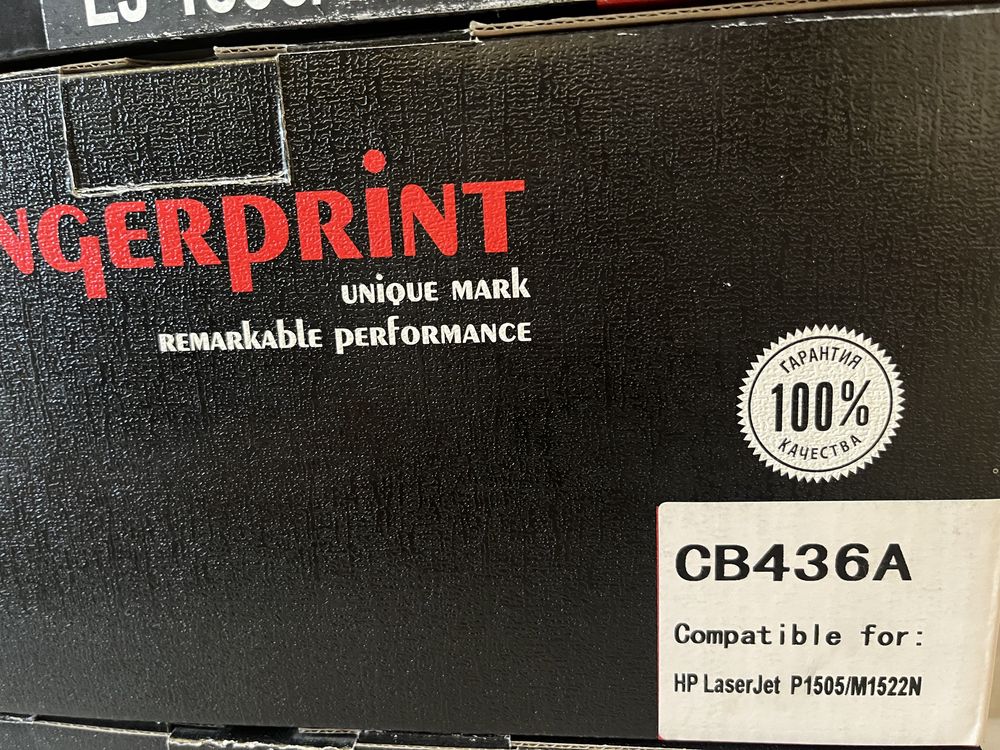 NGERPRINT
UNIQUE MARK
REMARKABLE PERFORMANCE
ГАРАНТИЯ
100%
КАЧЕСТВА
CB436A
Compatible for:
HP LaserJet P1505/M1522N